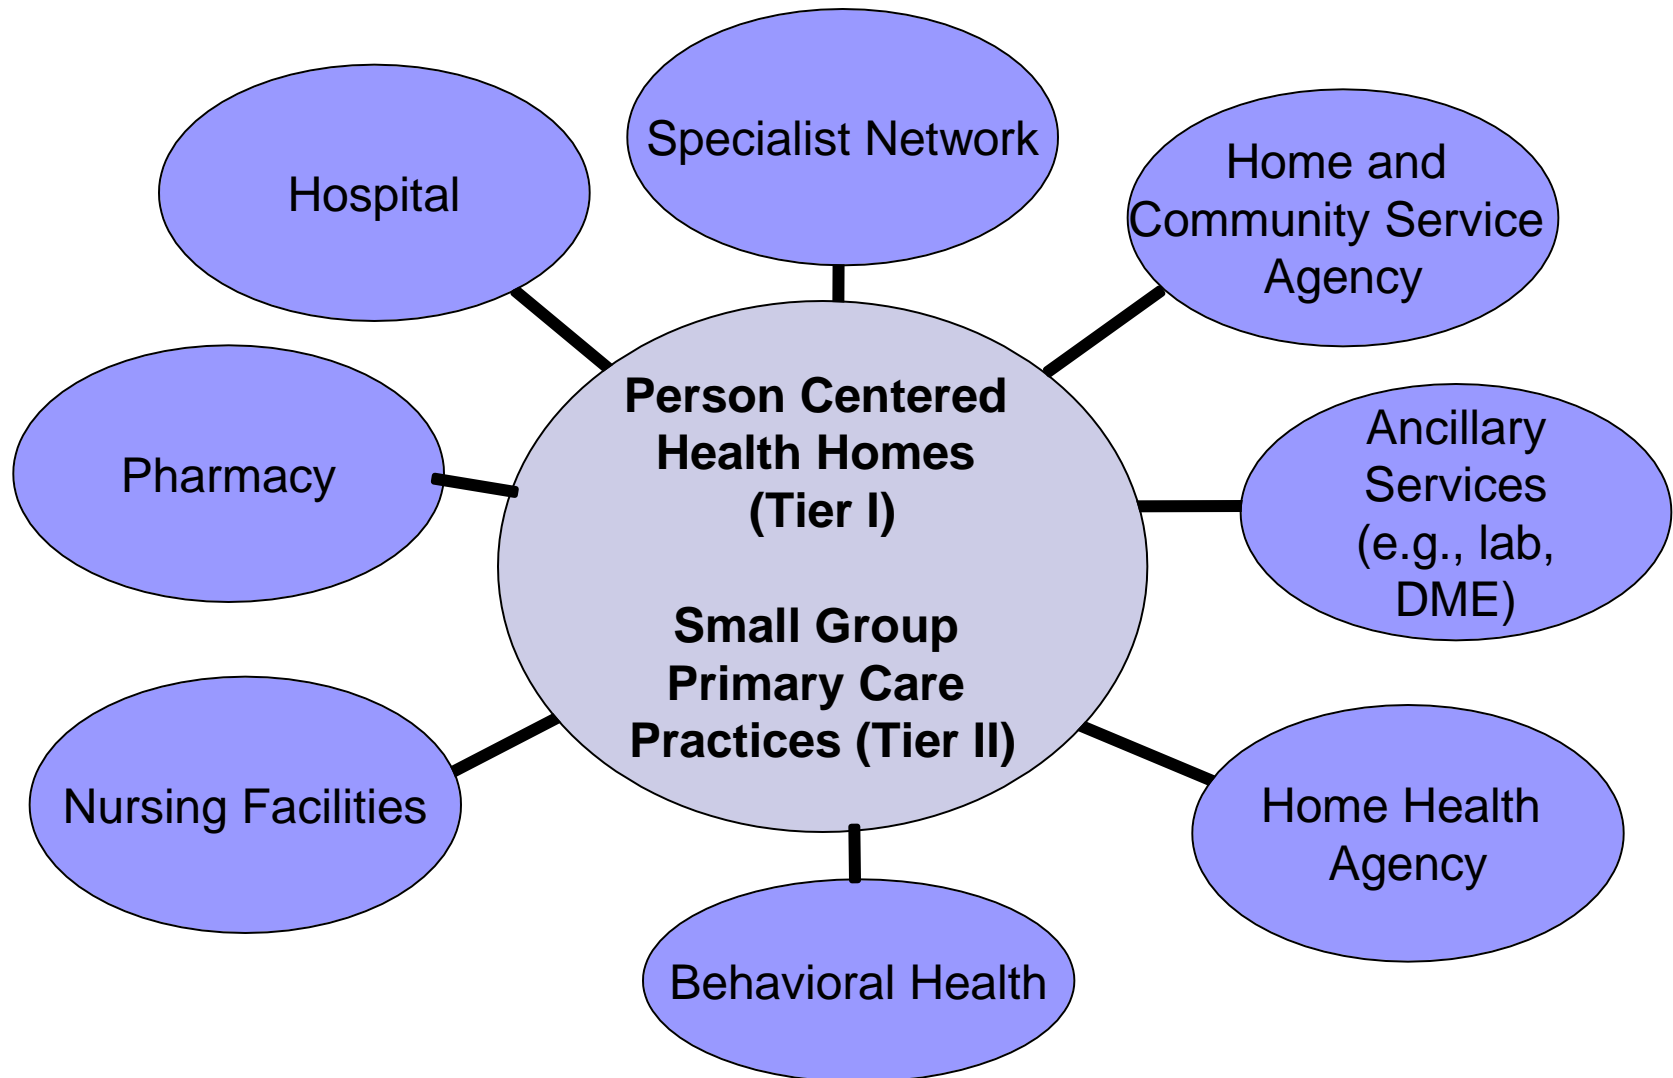 Specialist Network
Hospital
Home and
Community Service
Agency
Person Centered
Health Homes
(Tier I)
Small Group
Primary Care
Practices (Tier II)
Pharmacy
Ancillary
Services
(e.g., lab,
DME)
Nursing Facilities
Home Health
Agency
Behavioral Health